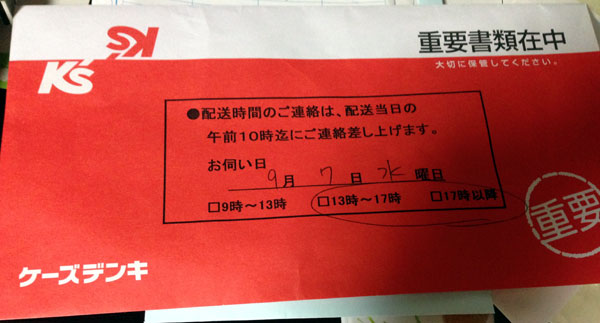 K's
K's
重要書類在中
大切に保管してください。
●配送時間のご連絡は、配送当日の
午前10時迄にご連絡差し上げます。
お伺い日
9月 7日 水曜日
□9時～13時 □13時～17時 □17時以降
重要
ケーズデンキ